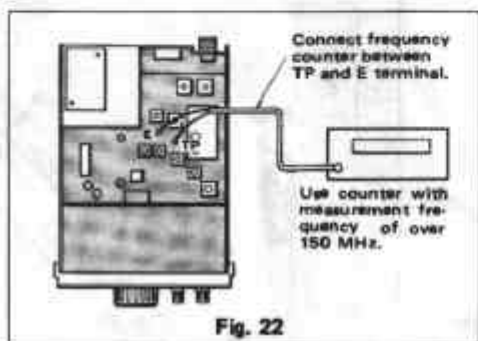 Connect frequency
counter between
TP and E terminal.
E
TP
Use counter with
measurement fre-
quency of over
150 MHz.
Fig. 22